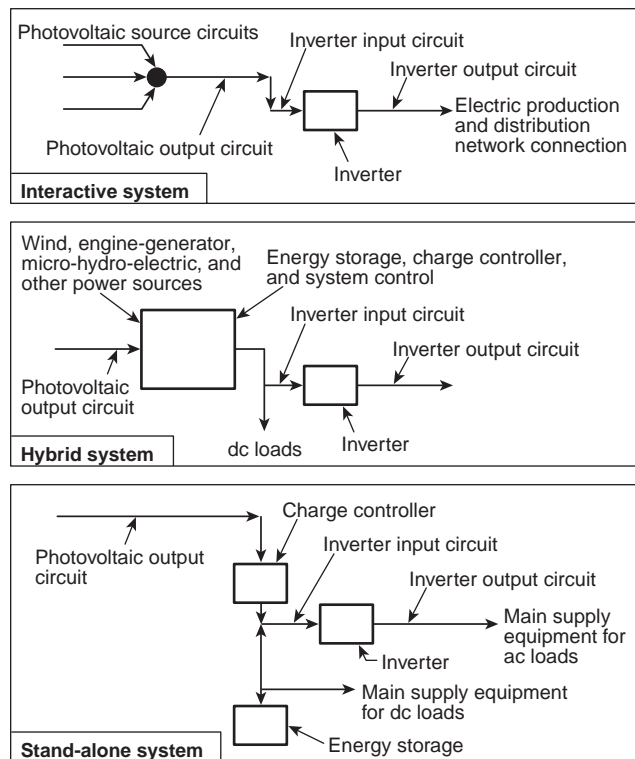 Photovoltaic source circuits
Inverter input circuit
Inverter output circuit
Photovoltaic output circuit
Electric production
and distribution
network connection
Inverter
Interactive system
Wind, engine-generator,
micro-hydro-electric, and
other power sources
Energy storage, charge controller,
and system control
Inverter input circuit
Inverter output circuit
Photovoltaic
output circuit
dc loads
Inverter
Hybrid system
Charge controller
Photovoltaic output
circuit
Inverter input circuit
Inverter output circuit
Main supply
equipment for
ac loads
Inverter
Main supply equipment
for dc loads
Energy storage
Stand-alone system